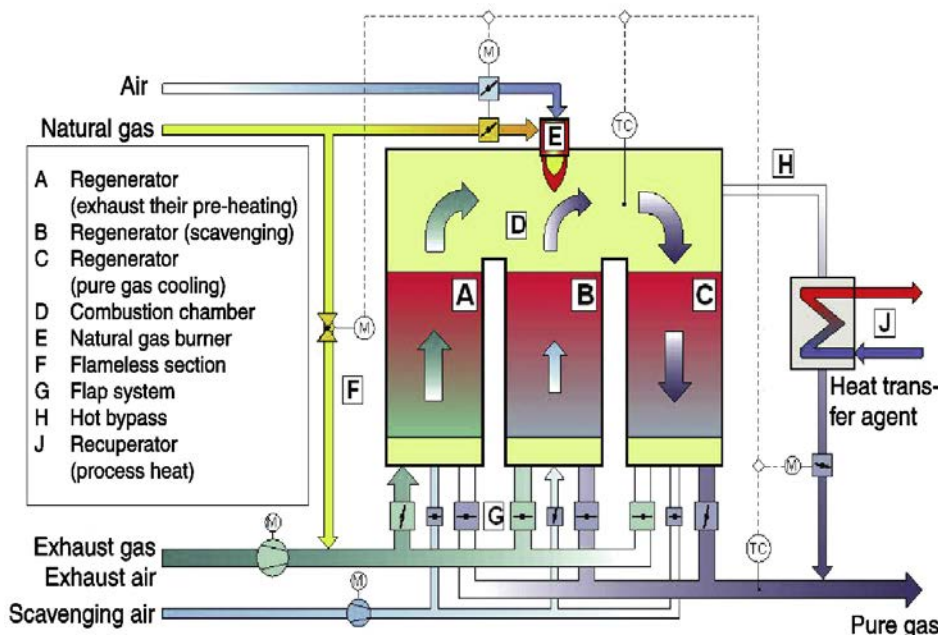 M
Air
Natural gas
TC
E
H
A Regenerator
(exhaust their pre-heating)
B Regenerator (scavenging)
C Regenerator
(pure gas cooling)
D Combustion chamber
E Natural gas burner
F Flameless section
G Flap system
H Hot bypass
J Recuperator
(process heat)
D
A
B
C
M
F
J
Heat trans-
fer agent
M
G
M
Exhaust gas
Exhaust air
TC
M
Scavenging air
Pure gas